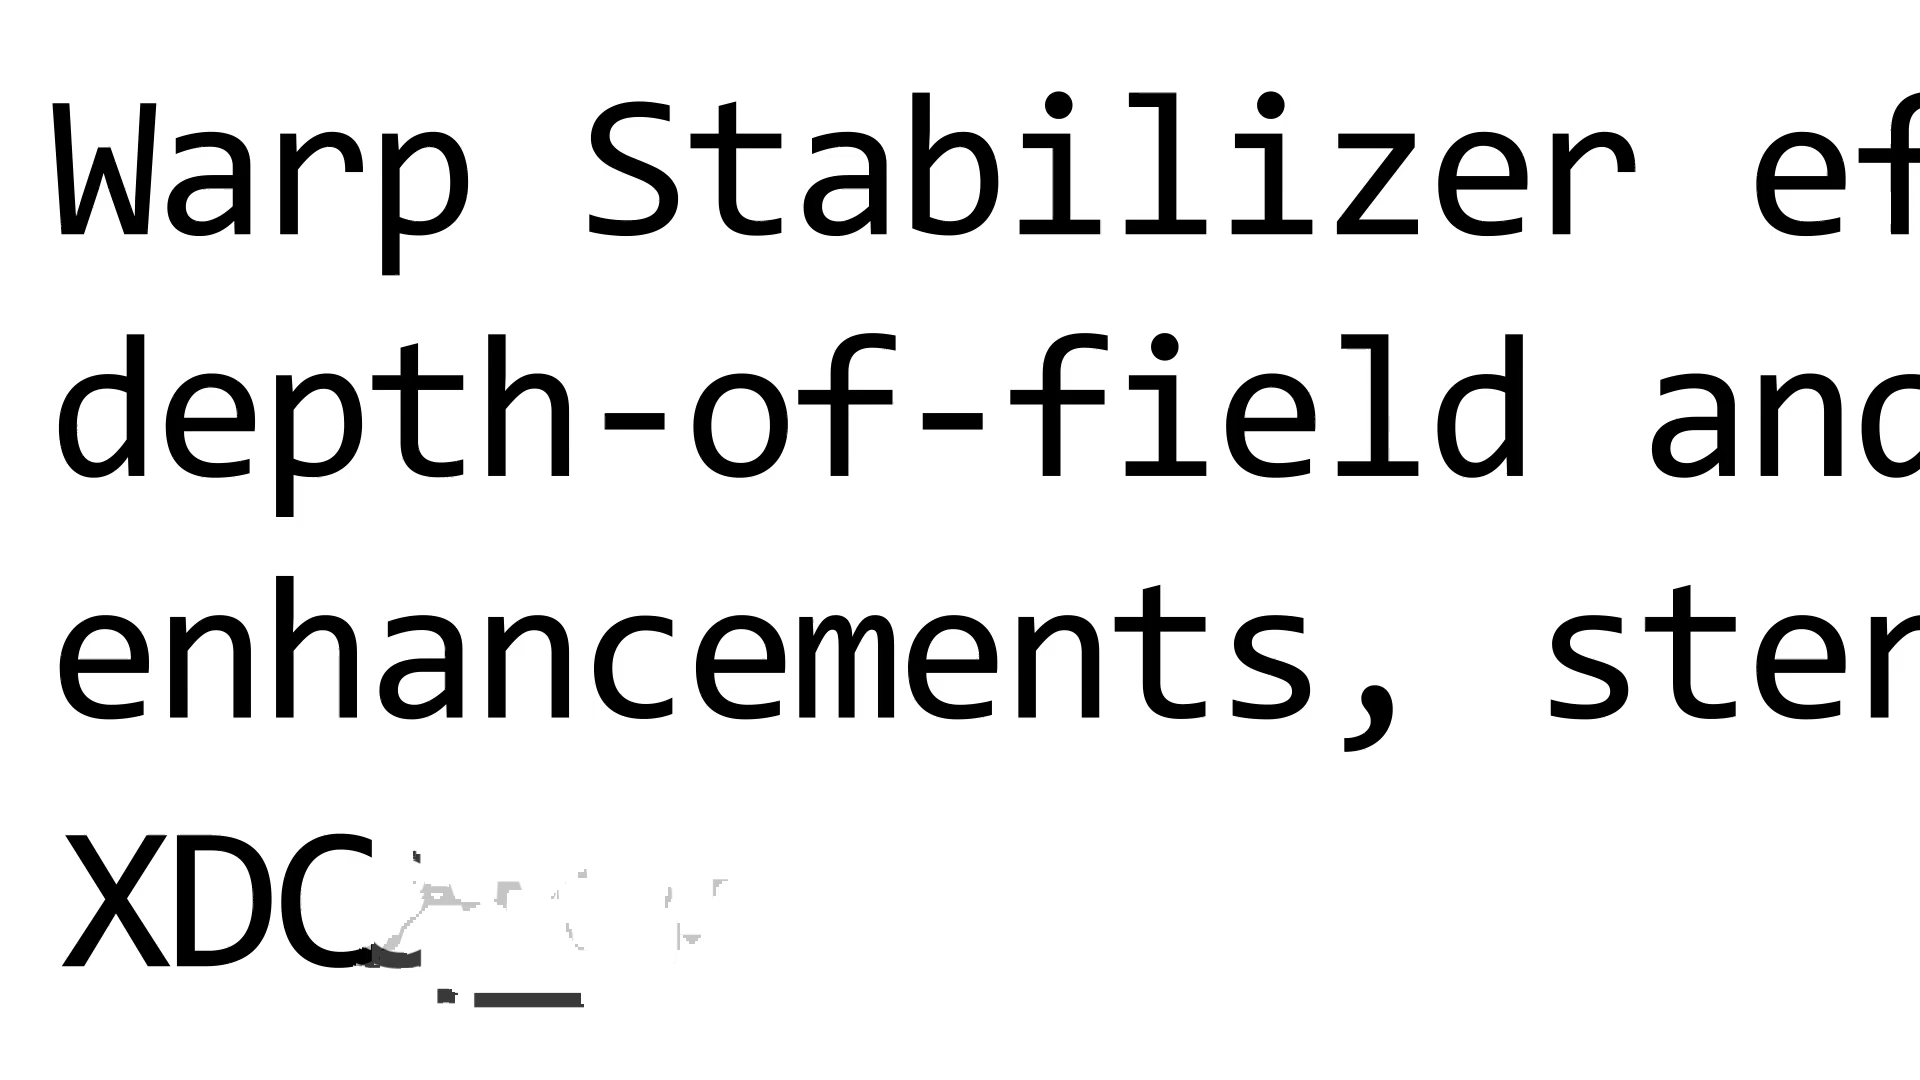 Warp Stabilizer ef
depth-of-field and
enhancements, ster
XDC